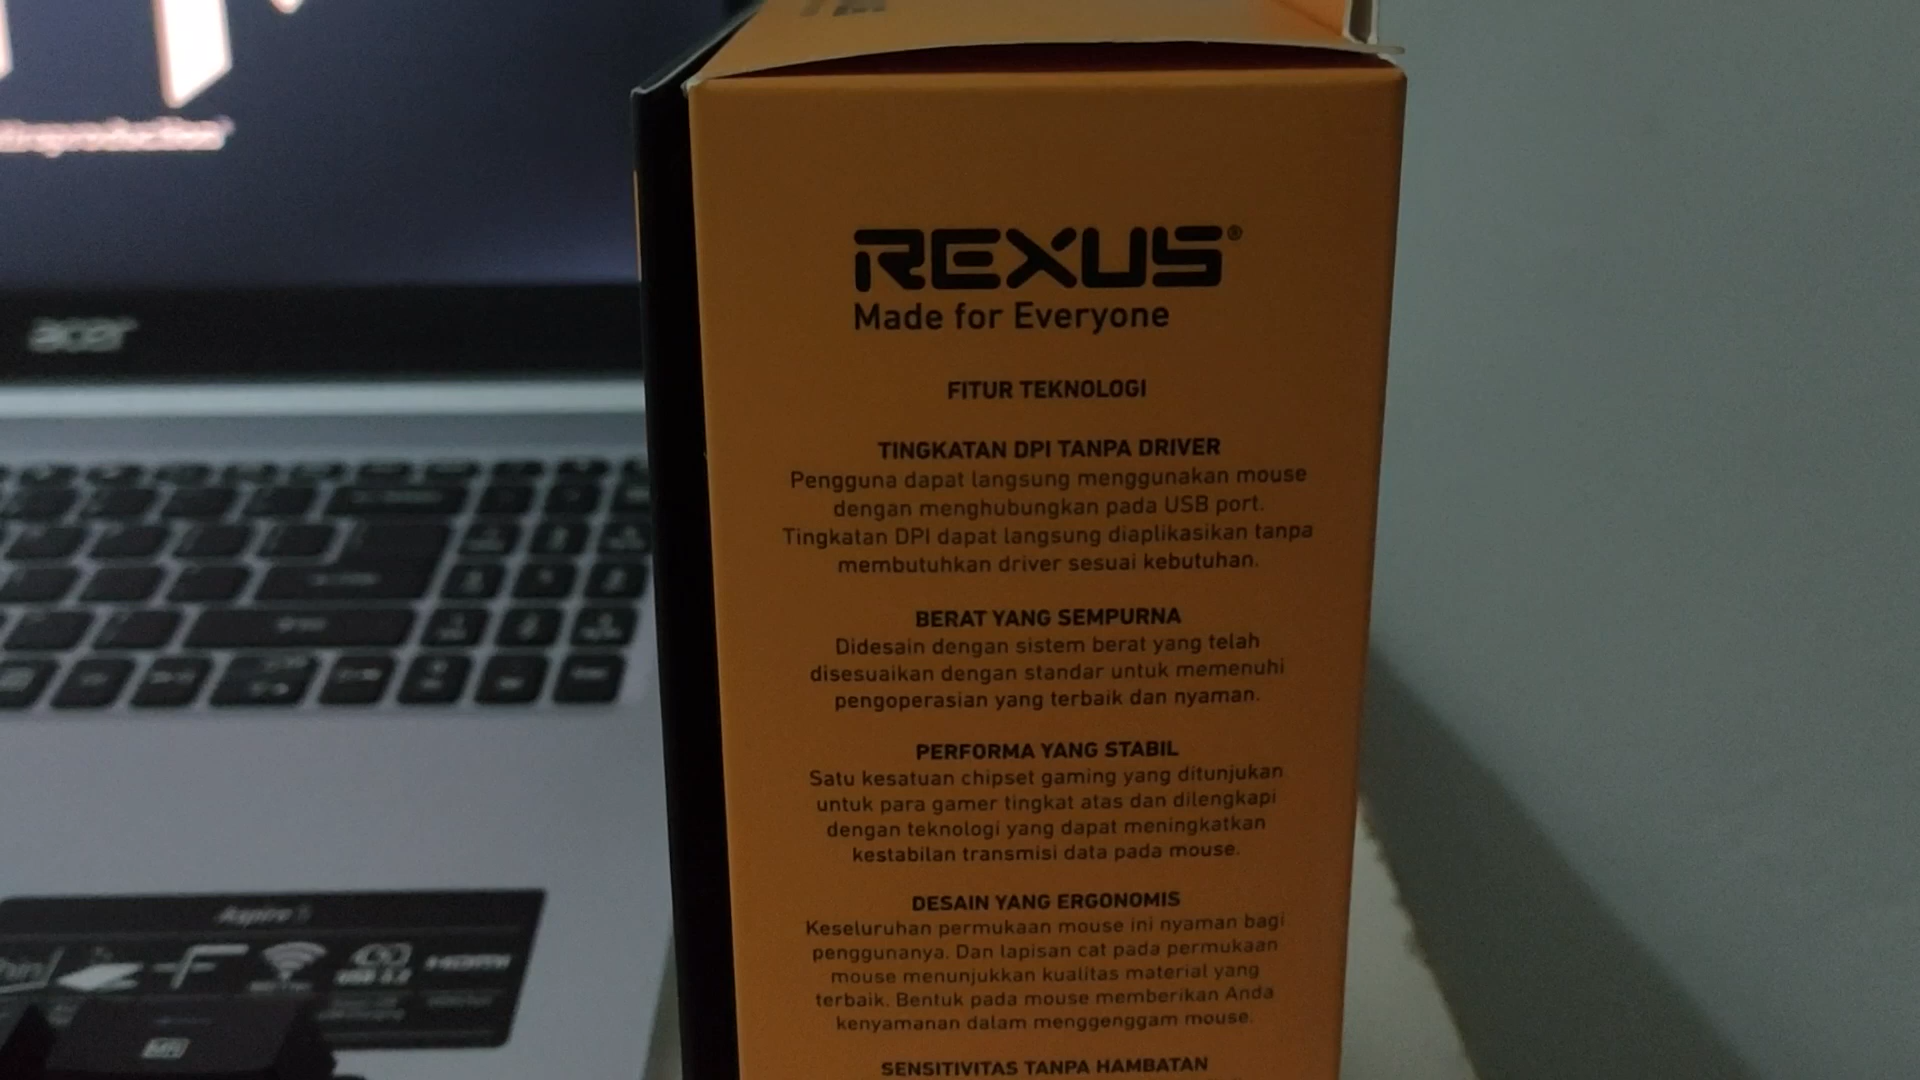 acer
REXUS®
Made for Everyone
FITUR TEKNOLOGI
TINGKATAN DPI TANPA DRIVER
Pengguna dapat langsung menggunakan mouse
dengan menghubungkan pada USB port.
Tingkatan DPI dapat langsung diaplikasikan tanpa
membutuhkan driver sesuai kebutuhan.
BERAT YANG SEMPURNA
Didesain dengan sistem berat yang telah
disesuaikan dengan standar untuk memenuhi
pengoperasian yang terbaik dan nyaman.
PERFORMA YANG STABIL
Satu kesatuan chipset gaming yang ditunjukan
untuk para gamer tingkat atas dan dilengkapi
dengan teknologi yang dapat meningkatkan
kestabilan transmisi data pada mouse.
DESAIN YANG ERGONOMIS
Keseluruhan permukaan mouse ini nyaman bagi
penggunanya. Dan lapisan cat pada permukaan
mouse menunjukkan kualitas material yang
terbaik. Bentuk pada mouse memberikan Anda
kenyamanan dalam menggenggam mouse.
SENSITIVITAS TANPA HAMBATAN
Aspire 5
HDMI